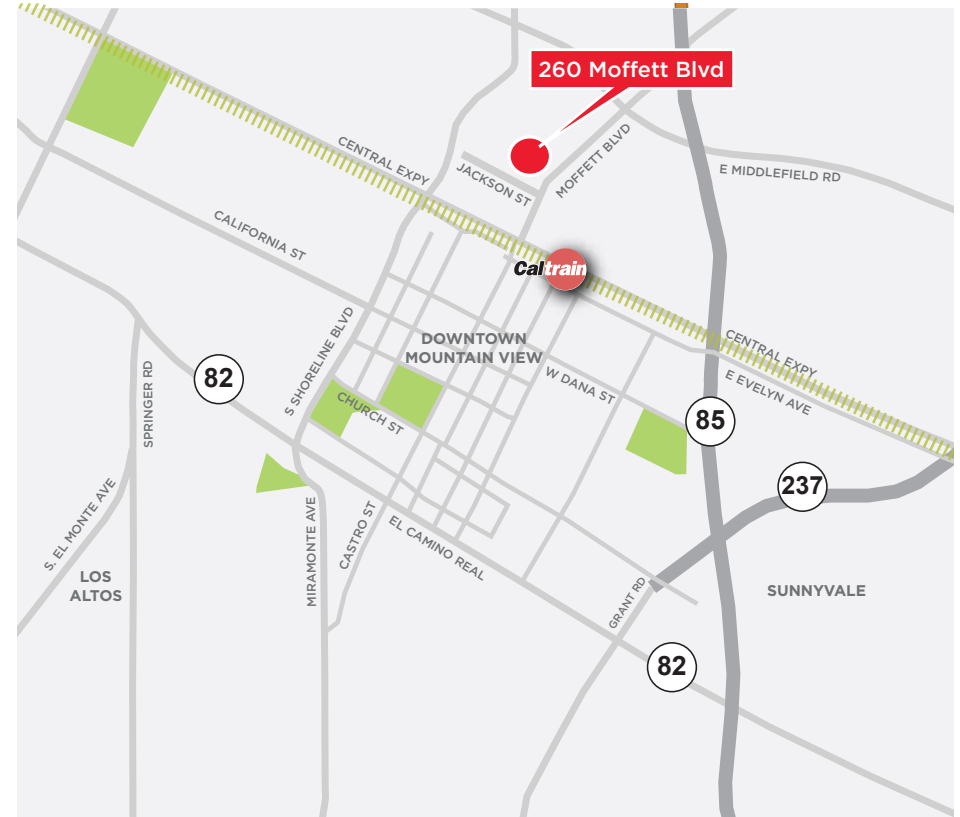 260 Moffett Blvd
CENTRAL EXPY
JACKSON ST
MOFFETT BLVD
E MIDDLEFIELD RD
CALIFORNIA ST
Caltrain
S SHORELINE BLVD
DOWNTOWN
MOUNTAIN VIEW
CENTRAL EXPY
E EVELYN AVE
W DANA ST
82
SPRINGER RD
CHURCH ST
85
237
S. EL MONTE AVE
MIRAMONTE AVE
CASTRO ST
EL CAMINO REAL
LOS
ALTOS
GRANT RD
SUNNYVALE
82